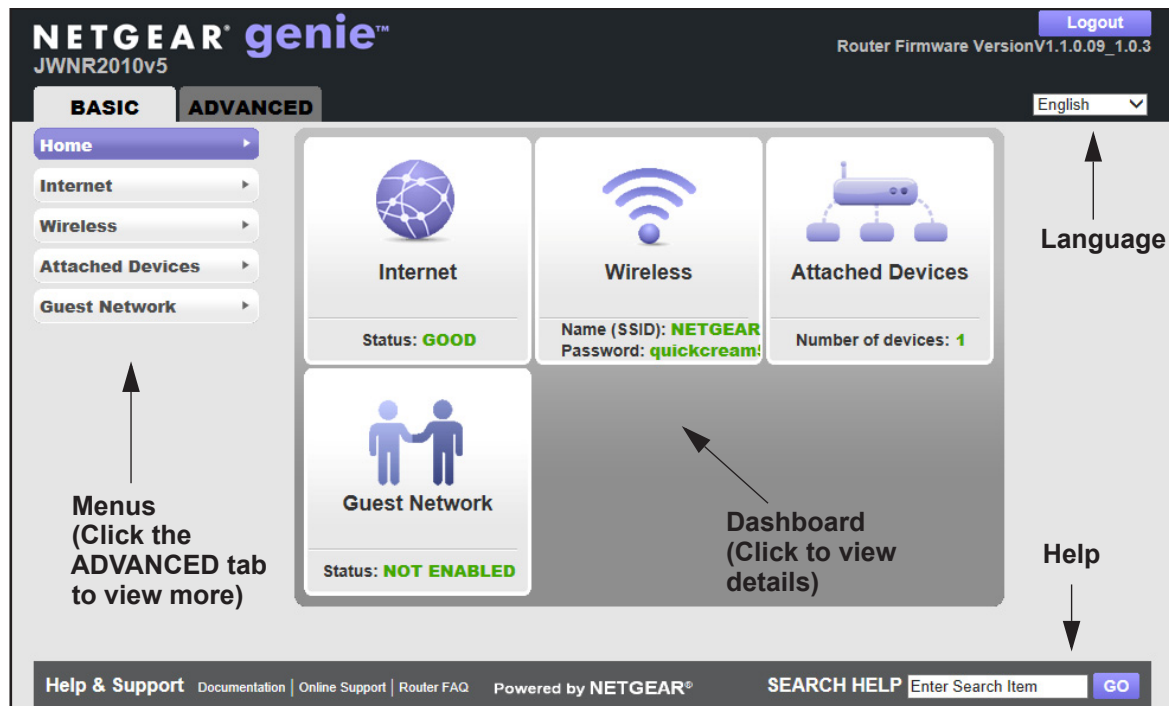 NETGEAR® genie™
Logout
JWNR2010v5
Router Firmware VersionV1.1.0.09_1.0.3
BASIC
ADVANCED
English
Home
Internet
Wireless
Attached Devices
Guest Network
Internet
Status: GOOD
Wireless
Name (SSID): NETGEAR
Password: quickcream
Attached Devices
Number of devices: 1
Guest Network
Status: NOT ENABLED
Language
Menus
(Click the
ADVANCED tab
to view more)
Dashboard
(Click to view
details)
Help
Help & Support Documentation | Online Support | Router FAQ Powered by NETGEAR® SEARCH HELP Enter Search Item GO